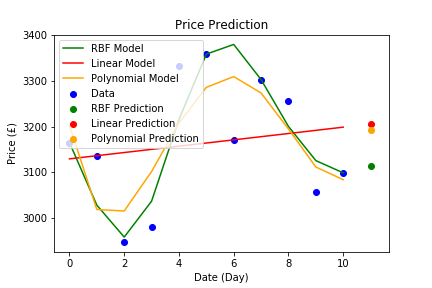 Price Prediction
3400
3300
3200
3100
3000
Price (£)
RBF Model
Linear Model
Polynomial Model
Data
RBF Prediction
Linear Prediction
Polynomial Prediction
0 2 4 6 8 10
Date (Day)